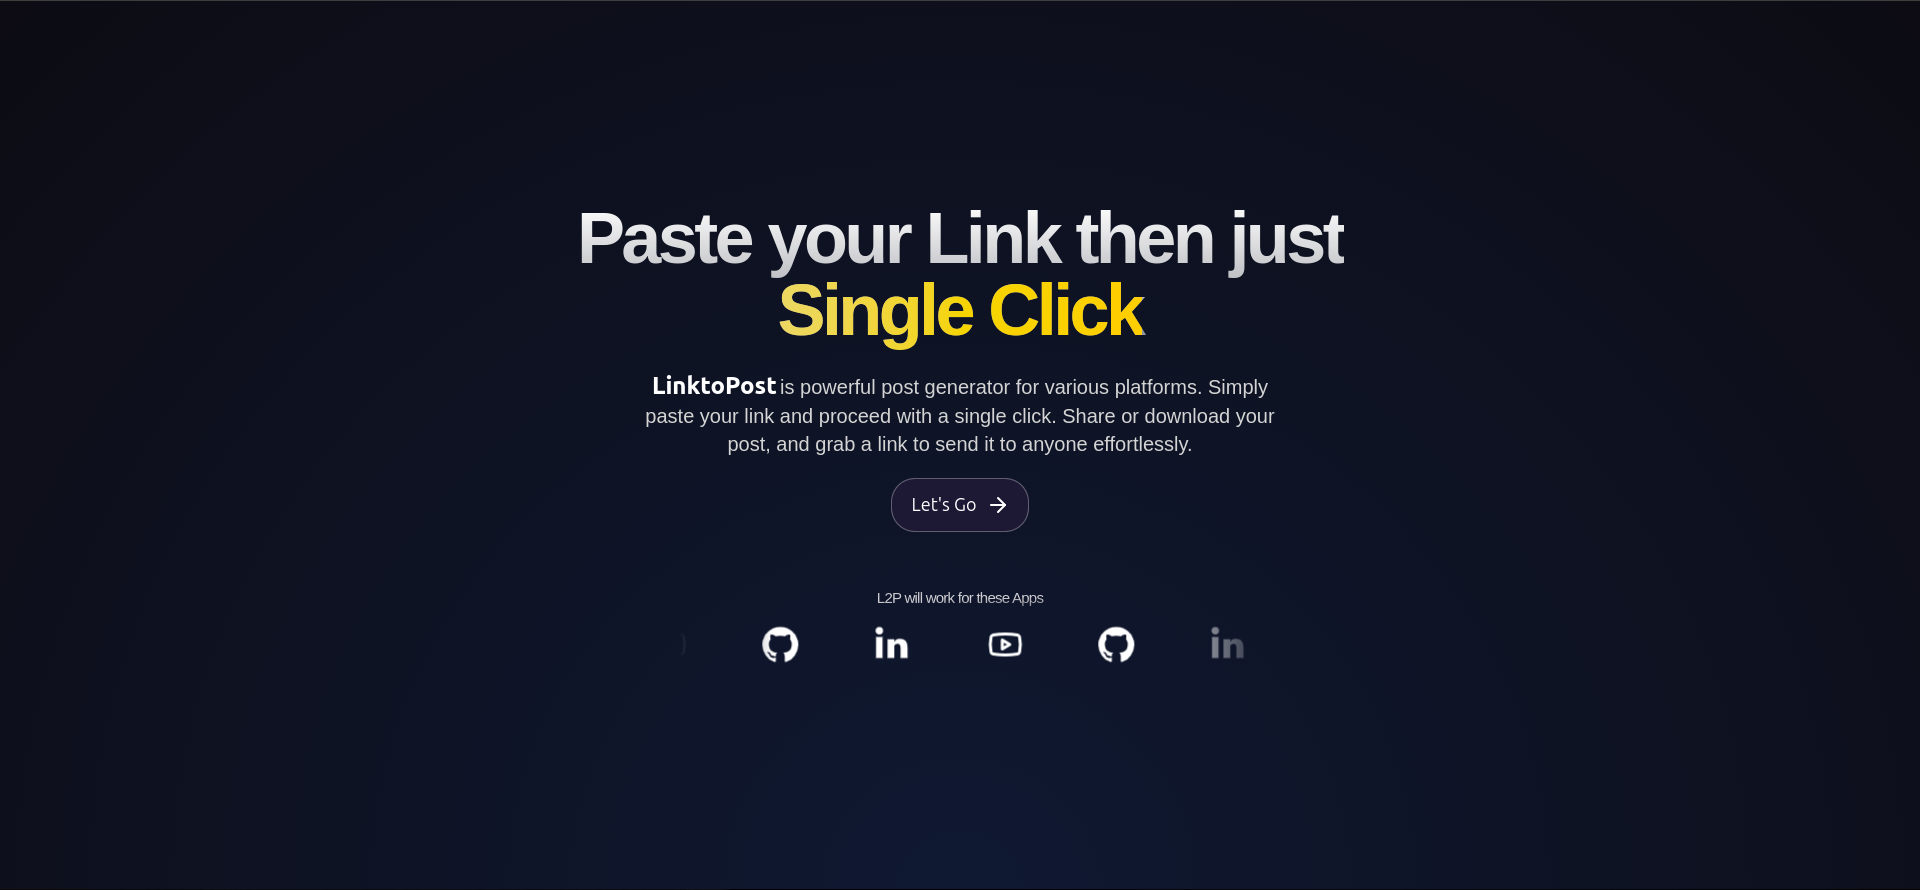 Paste your Link then just
Single Click
LinktoPost is powerful post generator for various platforms. Simply
paste your link and proceed with a single click. Share or download your
post, and grab a link to send it to anyone effortlessly.
Let's Go
L2P will work for these Apps